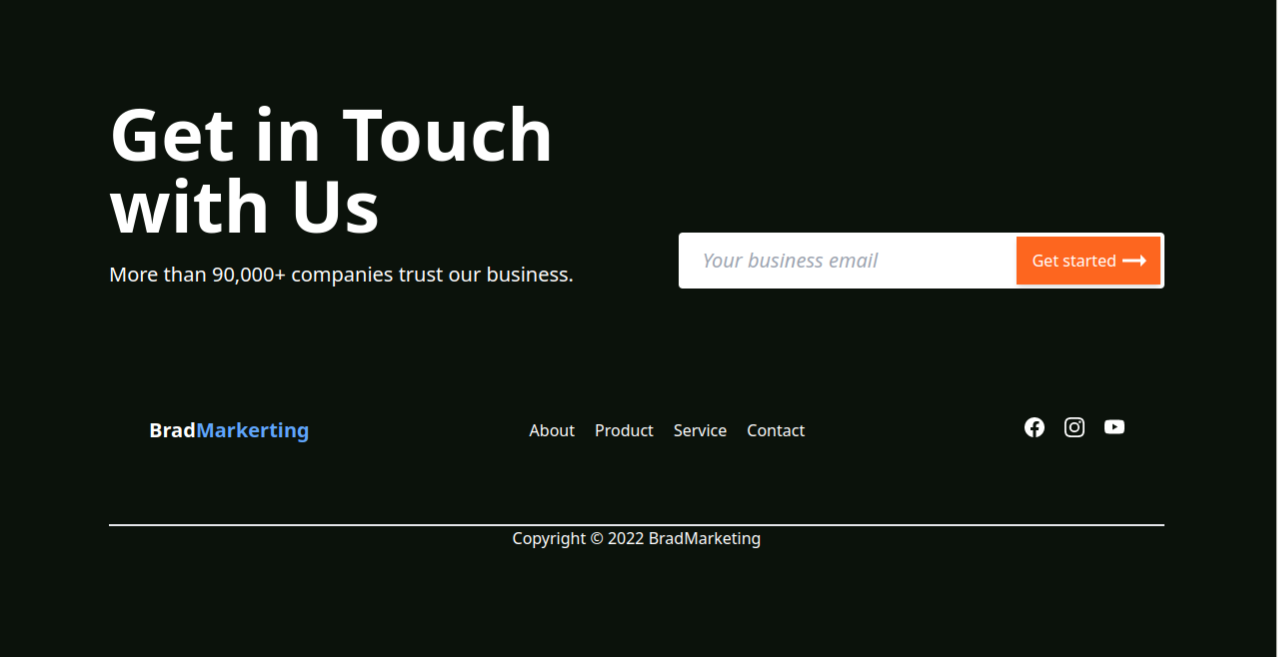 Get in Touch
with Us
More than 90,000+ companies trust our business.
Your business email
Get started
BradMarkerting
About Product Service Contact
Copyright © 2022 BradMarketing